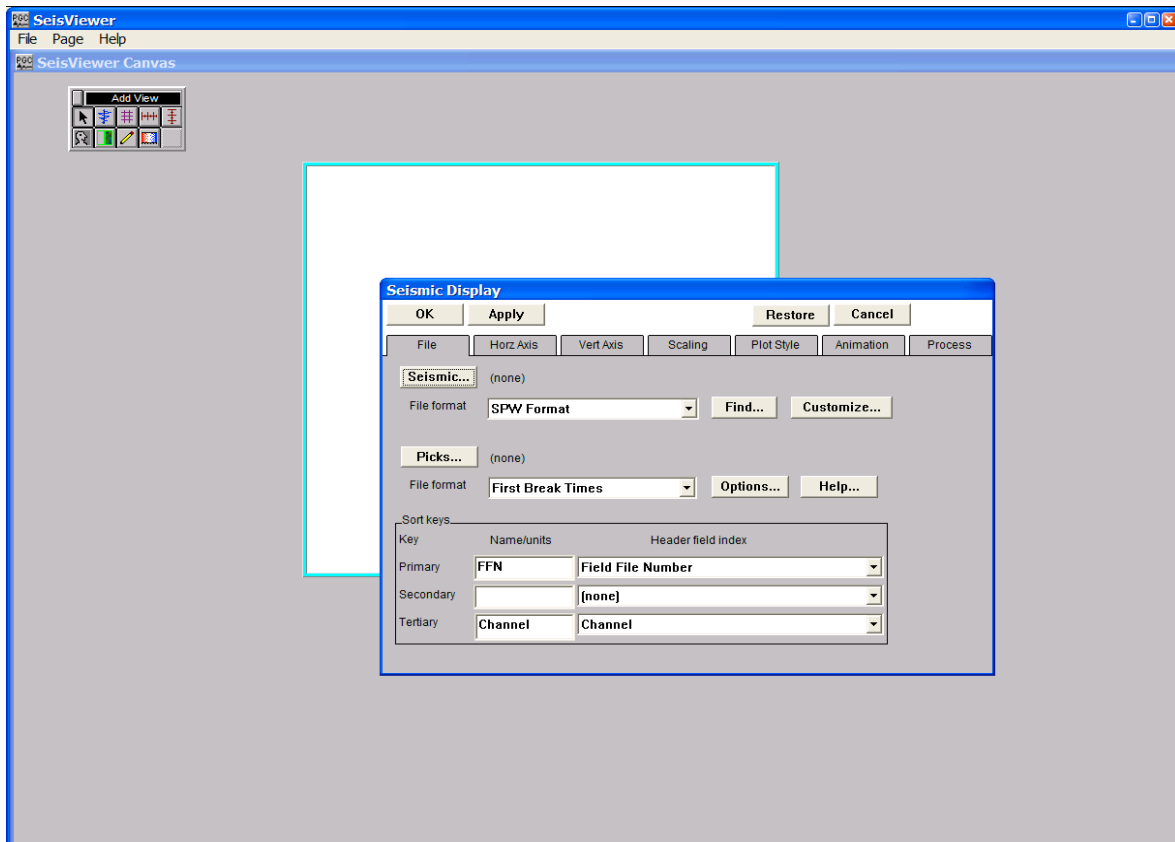 PGC SeisViewer
File Page Help
PGC SeisViewer Canvas
Add View
Seismic Display
OK Apply Restore Cancel
File Horz Axis Vert Axis Scaling Plot Style Animation Process
Seismic... (none)
File format SPW Format Find... Customize...
Picks... (none)
File format First Break Times Options... Help...
Sort keys
Key Name/units Header field index
Primary FFN Field File Number
Secondary (none)
Tertiary Channel Channel